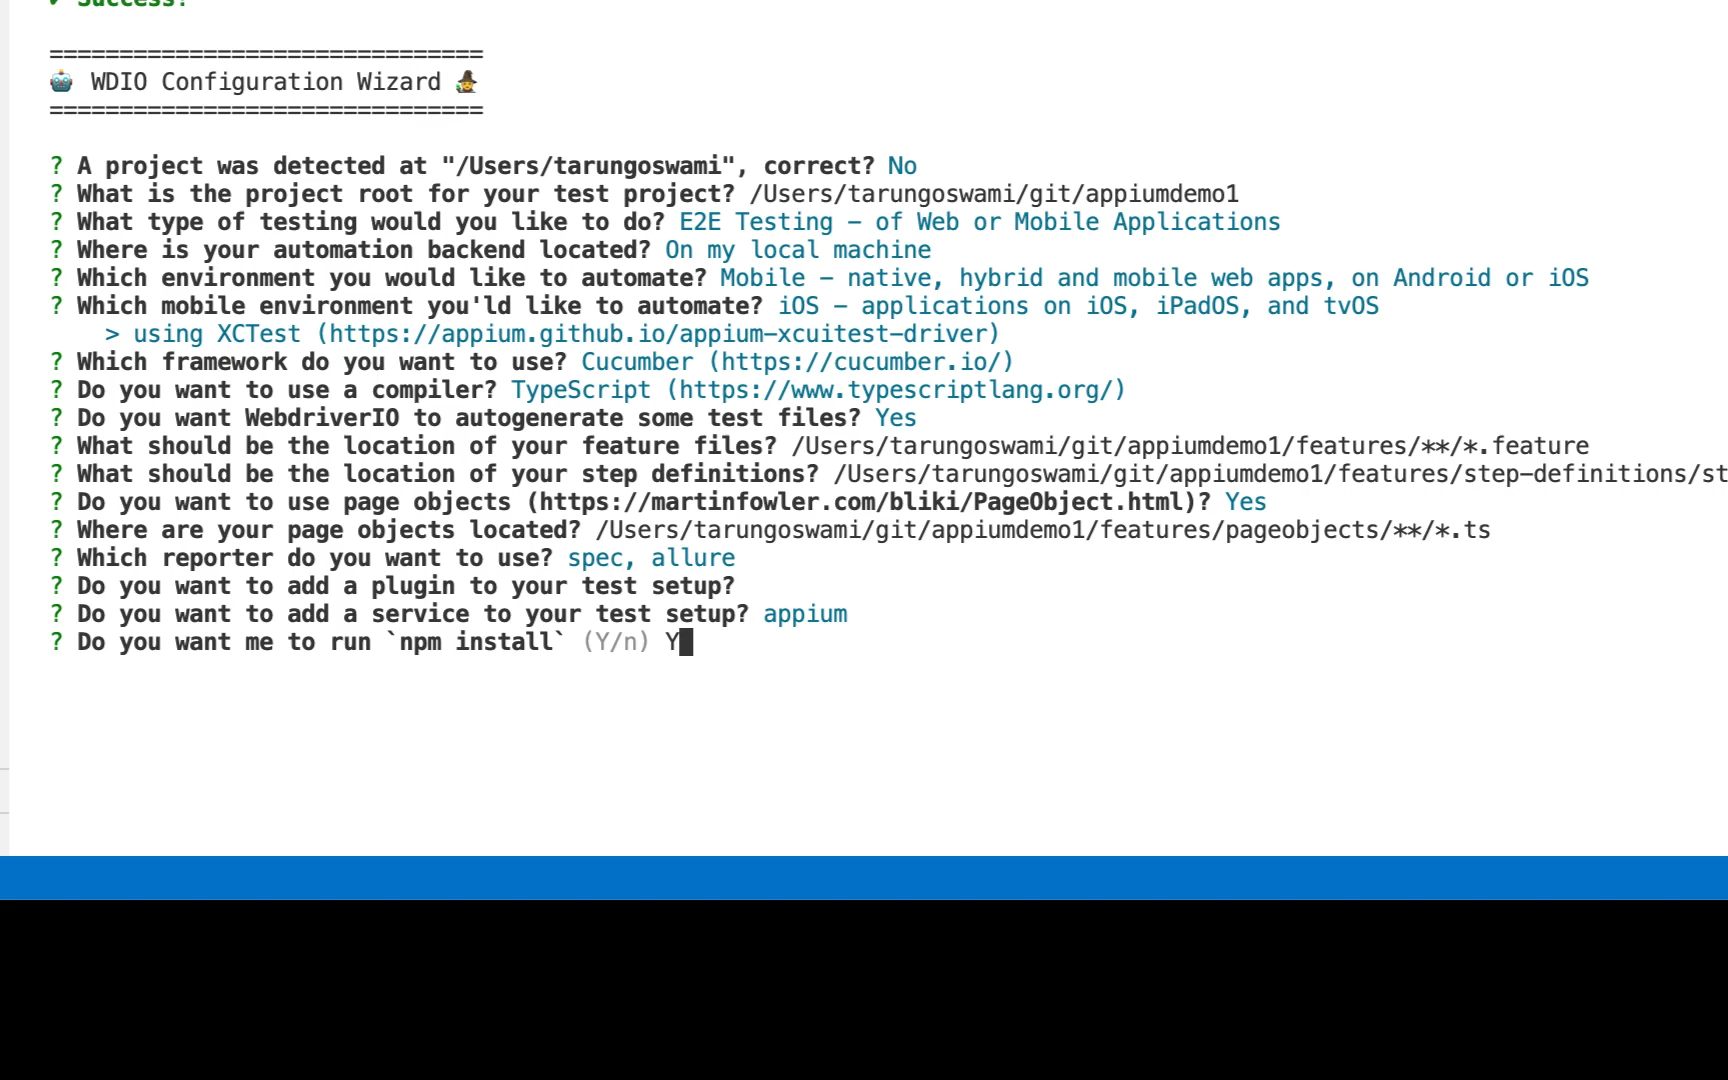 ✓ Success!
===============================
🤖 WDIO Configuration Wizard 🧙
===============================
? A project was detected at "/Users/tarungoswami", correct? No
? What is the project root for your test project? /Users/tarungoswami/git/appiumdemo1
? What type of testing would you like to do? E2E Testing – of Web or Mobile Applications
? Where is your automation backend located? On my local machine
? Which environment you would like to automate? Mobile – native, hybrid and mobile web apps, on Android or iOS
? Which mobile environment you'ld like to automate? iOS – applications on iOS, iPadOS, and tvOS
> using XCTest (https://appium.github.io/appium-xcuitest-driver)
? Which framework do you want to use? Cucumber (https://cucumber.io/)
? Do you want to use a compiler? TypeScript (https://www.typescriptlang.org/)
? Do you want WebdriverIO to autogenerate some test files? Yes
? What should be the location of your feature files? /Users/tarungoswami/git/appiumdemo1/features/**/*.feature
? What should be the location of your step definitions? /Users/tarungoswami/git/appiumdemo1/features/step-definitions/st
? Do you want to use page objects (https://martinfowler.com/bliki/PageObject.html)? Yes
? Where are your page objects located? /Users/tarungoswami/git/appiumdemo1/features/pageobjects/**/*.ts
? Which reporter do you want to use? spec, allure
? Do you want to add a plugin to your test setup?
? Do you want to add a service to your test setup? appium
? Do you want me to run `npm install` (Y/n) Y